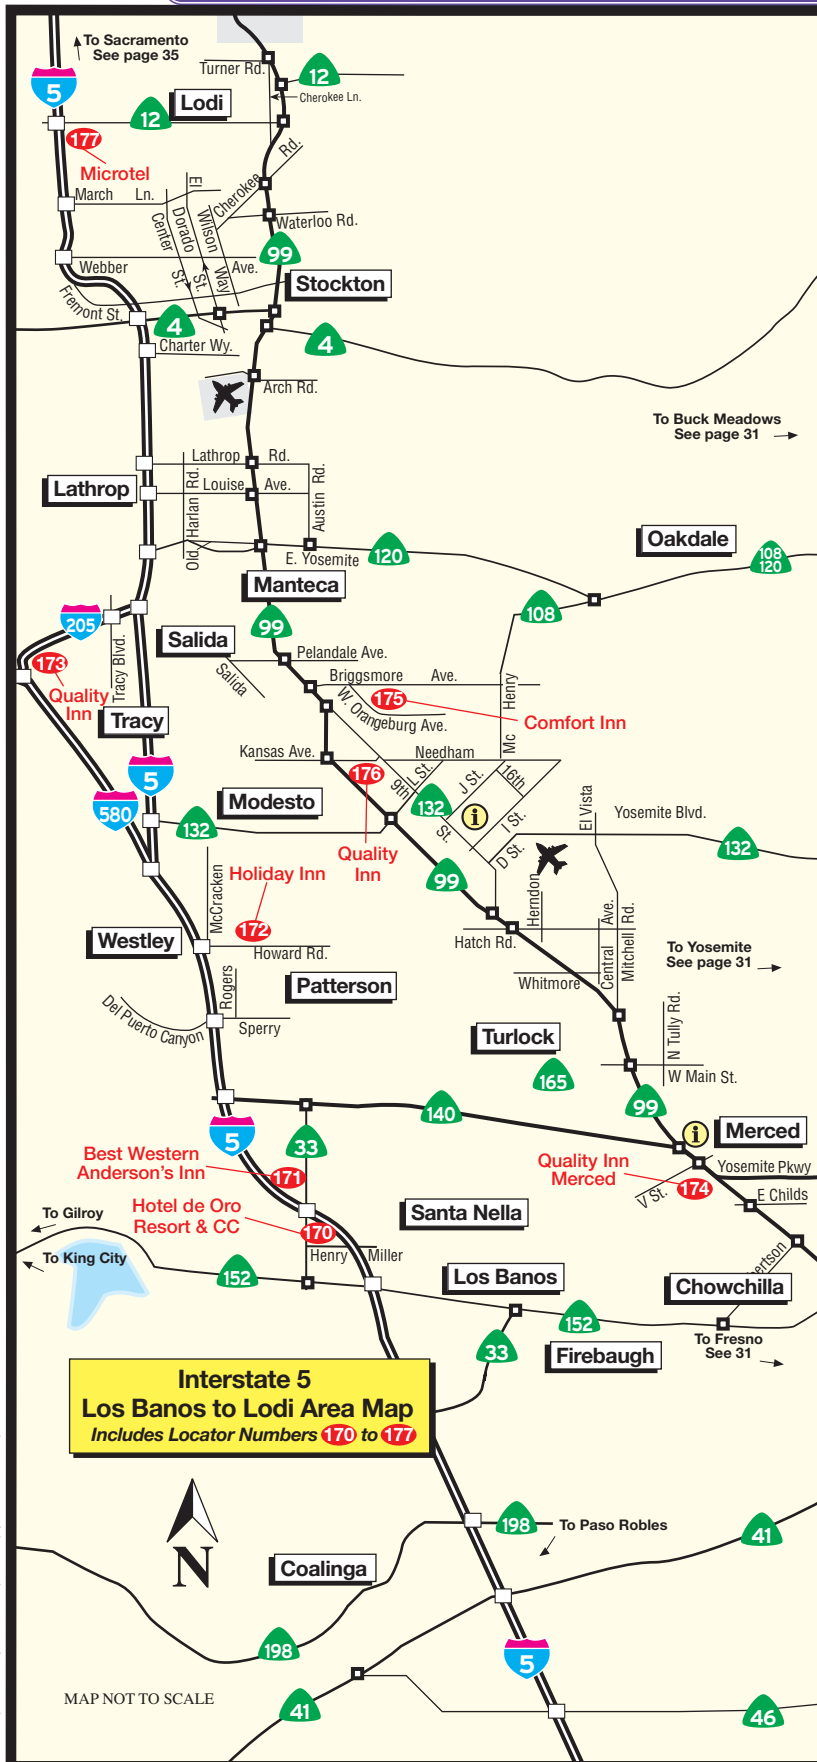 To Sacramento
See page 35
5
Turner Rd.
12
Cherokee Ln.
Lodi
12
177
Microtel
Rd.
Cherokee
March Ln.
El
Dorado
St.
Center
St.
Wilson
Way
Waterloo Rd.
99
Webber Ave.
Stockton
Fremont St.
4
4
Charter Wy.
Arch Rd.
To Buck Meadows
See page 31
Lathrop Rd.
Lathrop
Louise Ave.
Old Harlan Rd.
Austin Rd.
E. Yosemite
120
Oakdale
108
120
Manteca
108
99
205
Salida
Tracy Blvd.
173
Quality
Inn
Pelandale Ave.
Salida
Briggsmore Ave.
175
W. Orangeburg Ave.
Mc Henry
Comfort Inn
Tracy
Kansas Ave.
Needham
176
9th
St.
L St.
J St.
16th
5
580
Modesto
132
132
i
I St.
D St.
El Vista
Yosemite Blvd.
132
Quality
Inn
99
McCracken
Holiday Inn
172
Westley
Howard Rd.
Herndon
Hatch Rd.
Central Ave.
Mitchell Rd.
To Yosemite
See page 31
Whitmore
Patterson
Rogers
Sperry
Del Puerto Canyon
Turlock
N Tully Rd.
W Main St.
165
99
140
5
33
i
Merced
Best Western
Anderson's Inn
171
Quality Inn
Merced
Yosemite Pkwy
174
V St.
E Childs
Hotel de Oro
Resort & CC
170
Santa Nella
To Gilroy
To King City
Henry Miller
152
Los Banos
Chowchilla
152
To Fresno
See 31
33
Firebaugh
Interstate 5
Los Banos to Lodi Area Map
Includes Locator Numbers 170 to 177
N
198
To Paso Robles
41
Coalinga
198
5
MAP NOT TO SCALE
41
46